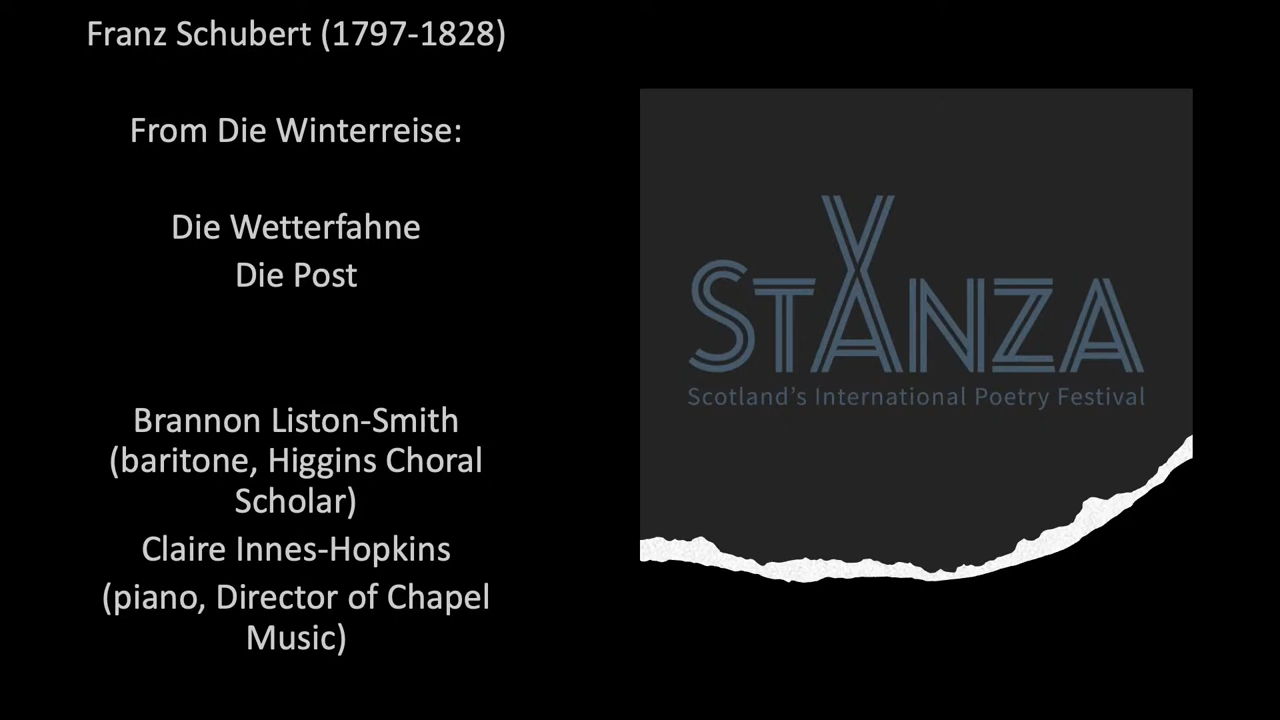 Franz Schubert (1797-1828)
From Die Winterreise:
Die Wetterfahne
Die Post
Brannon Liston-Smith
(baritone, Higgins Choral
Scholar)
Claire Innes-Hopkins
(piano, Director of Chapel
Music)
STANZA
Scotland's International Poetry Festival